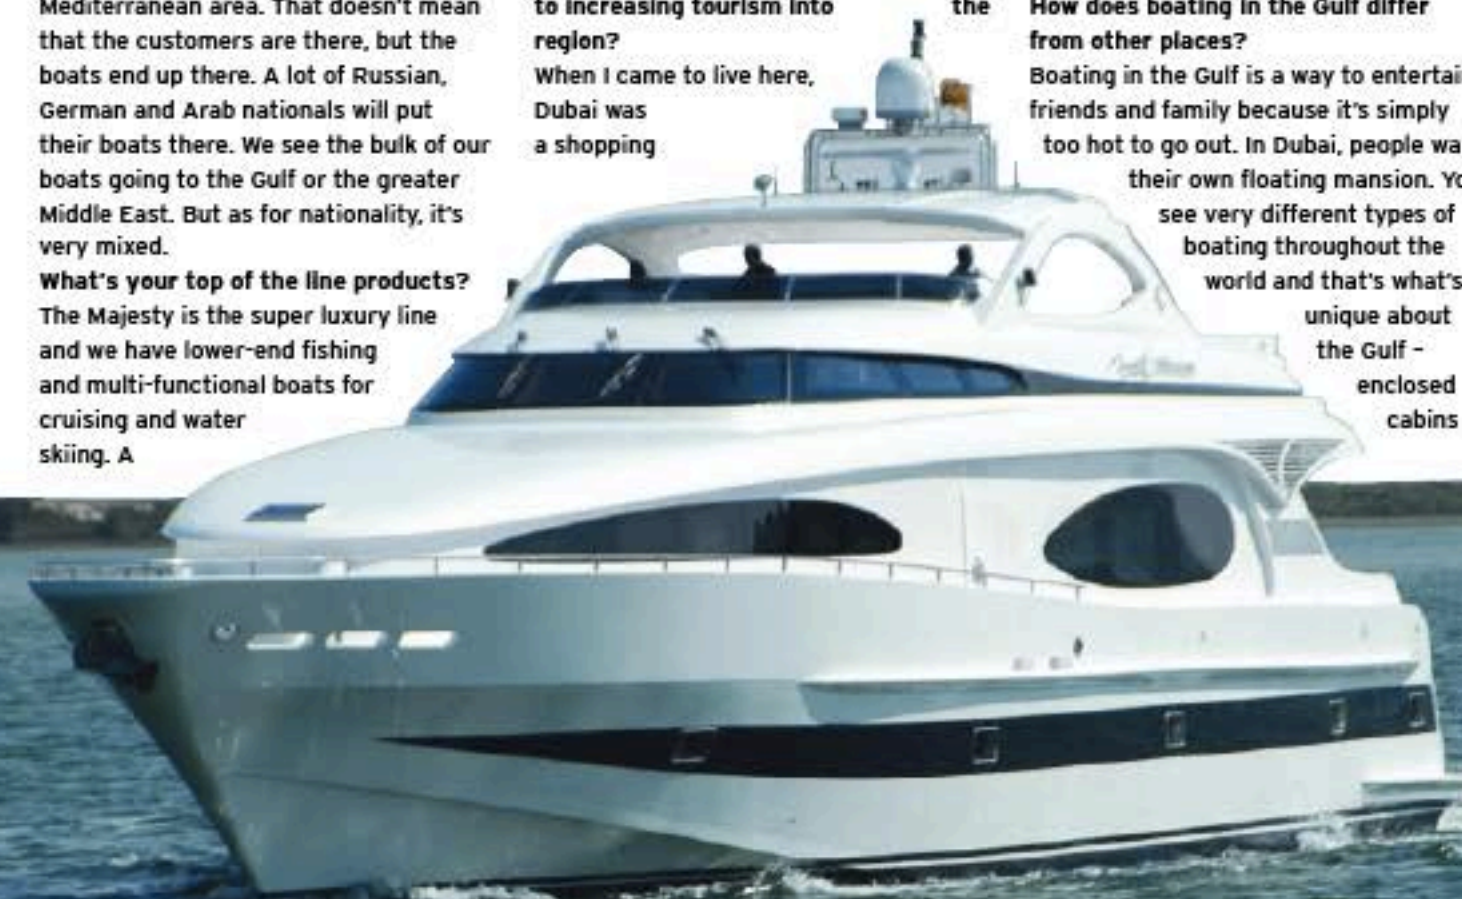 Mediterranean area. That doesn't mean
that the customers are there, but the
boats end up there. A lot of Russian,
German and Arab nationals will put
their boats there. We see the bulk of our
boats going to the Gulf or the greater
Middle East. But as for nationality, it's
very mixed.
What's your top of the line products?
The Majesty is the super luxury line
and we have lower-end fishing
and multi-functional boats for
cruising and water
skiing. A
to increasing tourism into the
region?
When I came to live here,
Dubai was
a shopping
How does boating in the Gulf differ
from other places?
Boating in the Gulf is a way to
friends and family because it's simply
too hot to go out. In Dubai, people
their own floating mansion.
see very different types of
boating throughout the
world and that's what's
unique about
the Gulf –
enclosed
cabins